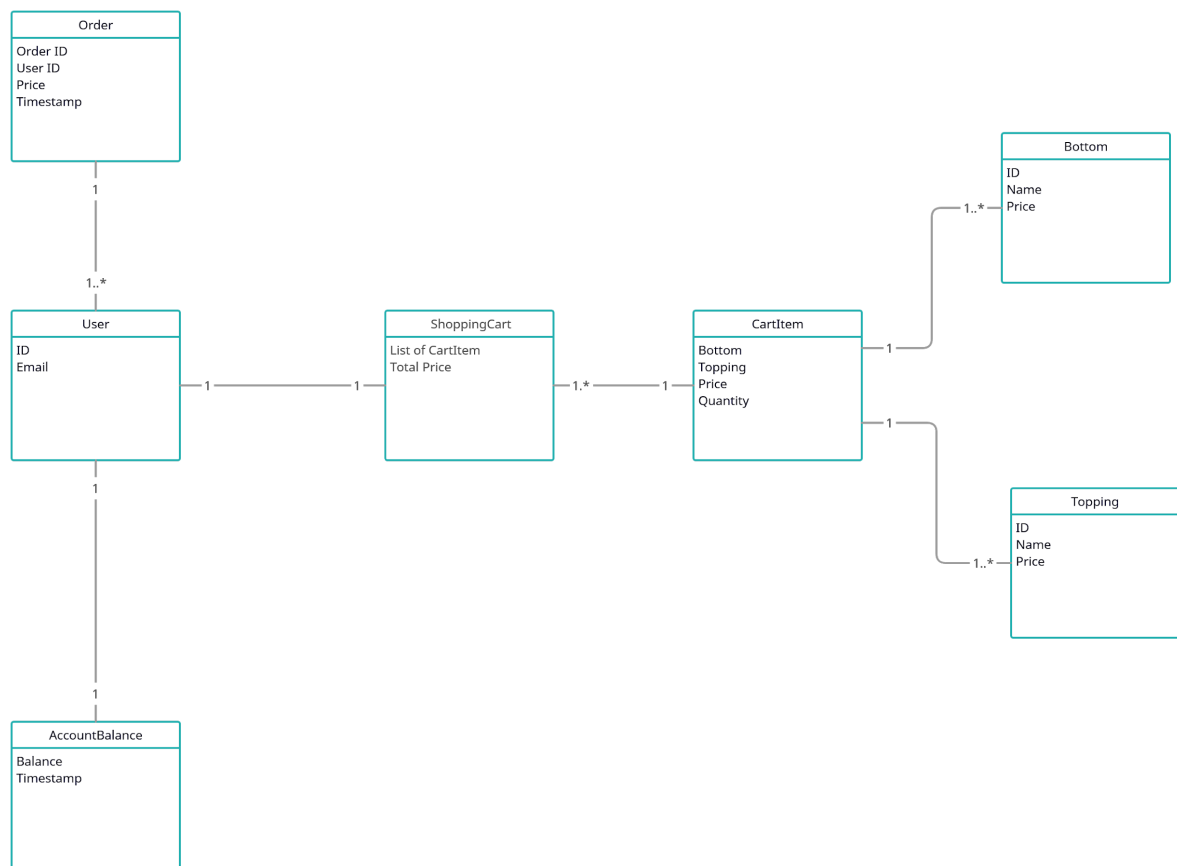 Order
Order ID
User ID
Price
Timestamp
1
1..*
User
ID
Email
1
1
ShoppingCart
List of CartItem
Total Price
1.*
1
CartItem
Bottom
Topping
Price
Quantity
1
1..*
Bottom
ID
Name
Price
1
1..*
Topping
ID
Name
Price
1
1
AccountBalance
Balance
Timestamp